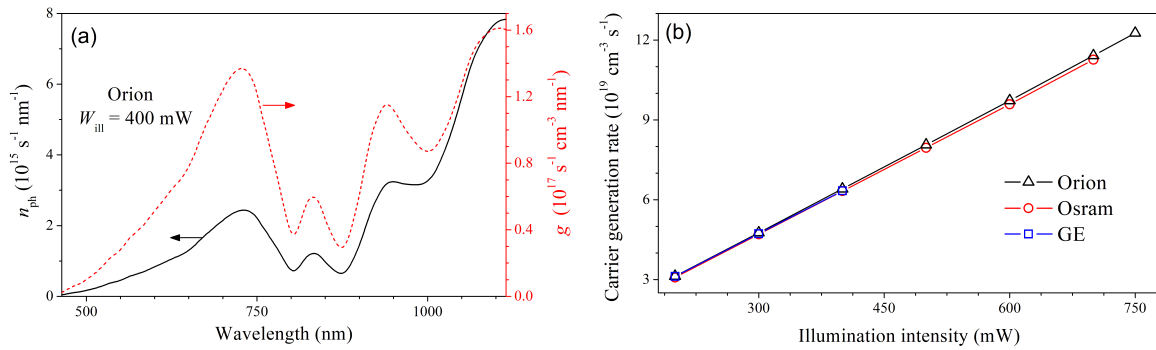 (a)
Orion
W_ill = 400 mW
n_ph (10^15 s^-1 nm^-1)
8
6
4
2
0
500
750
1000
Wavelength (nm)
1.6
1.2
0.8
0.4
0.0
g (10^17 s^-1 cm^-3 nm^-1)
(b)
Carrier generation rate (10^19 cm^-3 s^-1)
12
9
6
3
300
450
600
750
Illumination intensity (mW)
Orion
Osram
GE